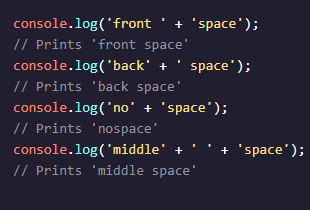 console.log('front ' + 'space');
// Prints 'front space'
console.log('back' + ' space');
// Prints 'back space'
console.log('no' + 'space');
// Prints 'nospace'
console.log('middle' + ' ' + 'space');
// Prints 'middle space'